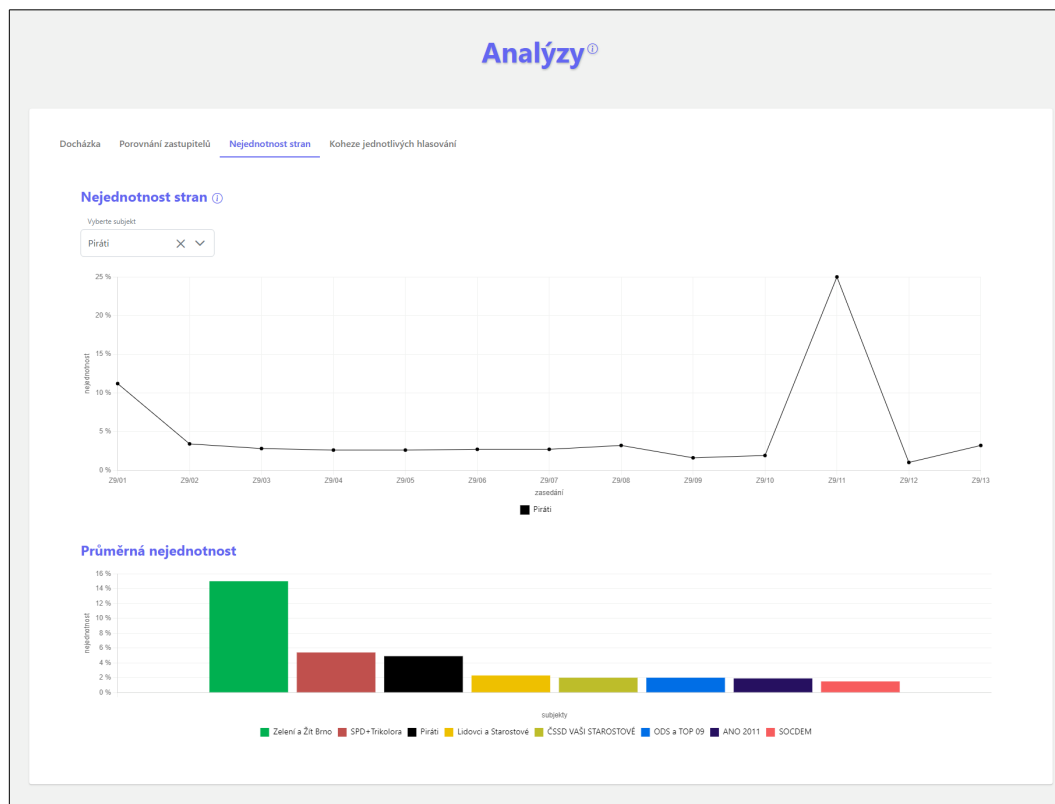 Analýzy
Docházka Porovnání zastupitelů Nejednotnost stran Koheze jednotlivých hlasování
Nejednotnost stran
Vyberte subjekt
Piráti
25 %
20 %
15 %
10 %
5 %
0 %
nejednotnost
Z9/01 Z9/02 Z9/03 Z9/04 Z9/05 Z9/06 Z9/07 Z9/08 Z9/09 Z9/10 Z9/11 Z9/12 Z9/13
zasedání
Piráti
Průměrná nejednotnost
16 %
14 %
12 %
10 %
8 %
6 %
4 %
2 %
0 %
nejednotnost
subjekty
Zelení a Žít Brno SPD+Trikolora Piráti Lidovci a Starostové ČSSD VAŠI STAROSTOVÉ ODS a TOP 09 ANO 2011 SOCDEM